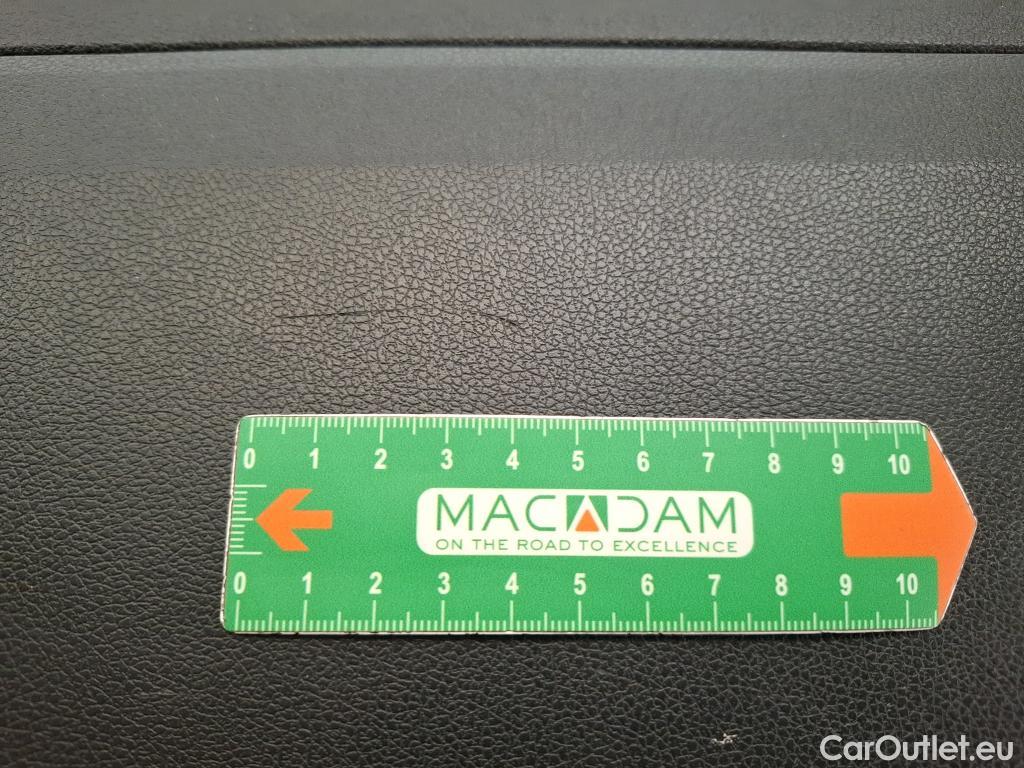 0 1 2 3 4 5 6 7 8 9 10
MACADAM
ON THE ROAD TO EXCELLENCE
0 1 2 3 4 5 6 7 8 9 10
CarOutlet.eu